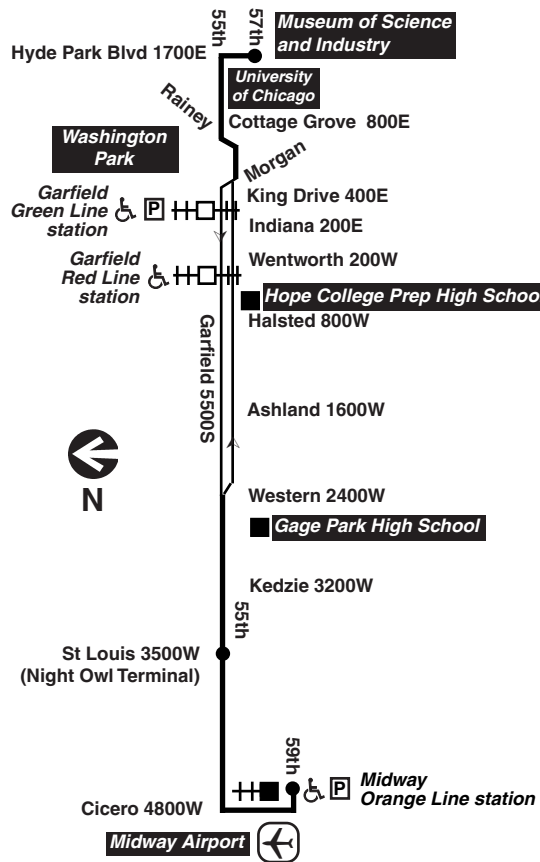 55th
57th
Museum of Science
and Industry
Hyde Park Blvd 1700E
University
of Chicago
Rainey
Cottage Grove 800E
Washington
Park
Morgan
Garfield
Green Line
station
P
King Drive 400E
Indiana 200E
Garfield
Red Line
station
Wentworth 200W
Hope College Prep High School
Halsted 800W
Garfield 5500S
Ashland 1600W
N
Western 2400W
Gage Park High School
Kedzie 3200W
55th
St Louis 3500W
(Night Owl Terminal)
59th
P
Midway
Orange Line station
Cicero 4800W
Midway Airport